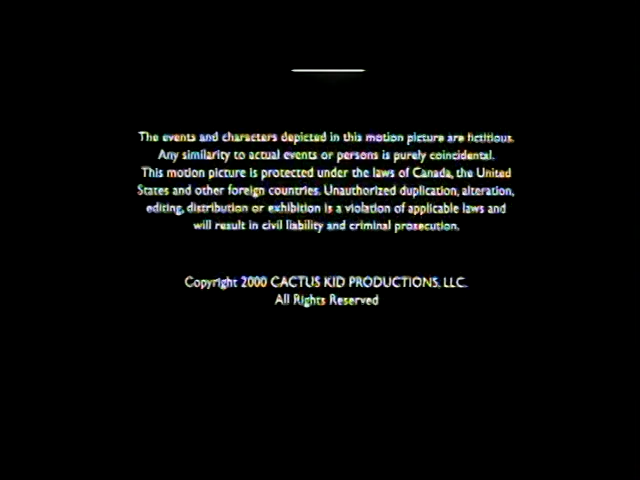 The events and characters depicted in this motion picture are fictitious.
Any similarity to actual events or persons is purely coincidental.
This motion picture is protected under the laws of Canada, the United
States and other foreign countries. Unauthorized duplication, alteration,
editing, distribution or exhibition is a violation of applicable laws and
will result in civil liability and criminal prosecution.
Copyright 2000 CACTUS KID PRODUCTIONS, LLC.
All Rights Reserved